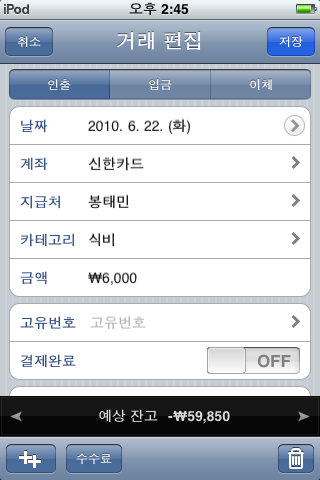 iPod 오후 2:45
취소 거래 편집 저장
인출 입금 이체
날짜 2010. 6. 22. (화)
계좌 신한카드
지급처 봉태민
카테고리 식비
금액 ₩6,000
고유번호 고유번호
결제완료 OFF
예상 잔고 -₩59,850
수수료